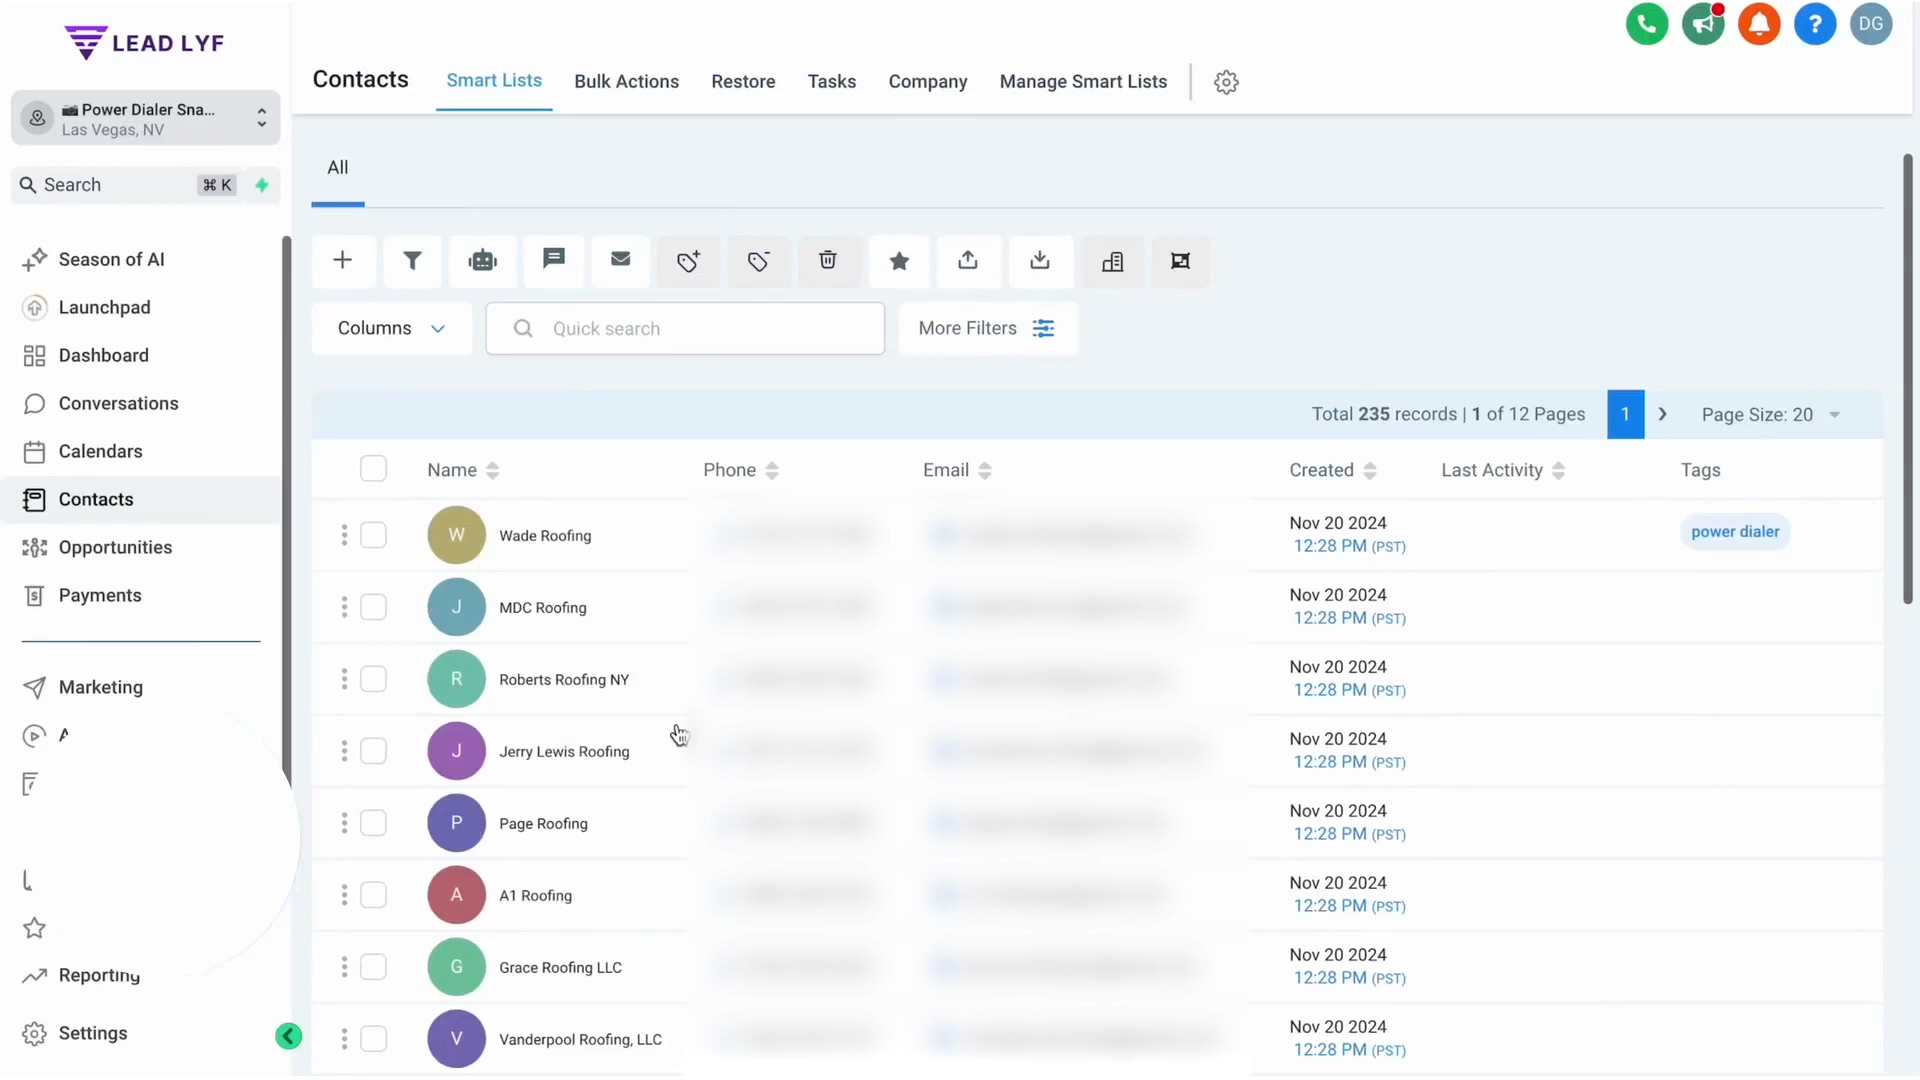 LEAD LYF
Power Dialer Sna...
Las Vegas, NV
Search
⌘ K
Season of AI
Launchpad
Dashboard
Conversations
Calendars
Contacts
Opportunities
Payments
Marketing
A
Reporting
Settings
DG
Contacts
Smart Lists
Bulk Actions
Restore
Tasks
Company
Manage Smart Lists
All
Columns
Quick search
More Filters
Total 235 records | 1 of 12 Pages
1
Page Size: 20
Name
Phone
Email
Created
Last Activity
Tags
W
Wade Roofing
Nov 20 2024
12:28 PM (PST)
power dialer
J
MDC Roofing
Nov 20 2024
12:28 PM (PST)
R
Roberts Roofing NY
Nov 20 2024
12:28 PM (PST)
J
Jerry Lewis Roofing
Nov 20 2024
12:28 PM (PST)
P
Page Roofing
Nov 20 2024
12:28 PM (PST)
A
A1 Roofing
Nov 20 2024
12:28 PM (PST)
G
Grace Roofing LLC
Nov 20 2024
12:28 PM (PST)
V
Vanderpool Roofing, LLC
Nov 20 2024
12:28 PM (PST)